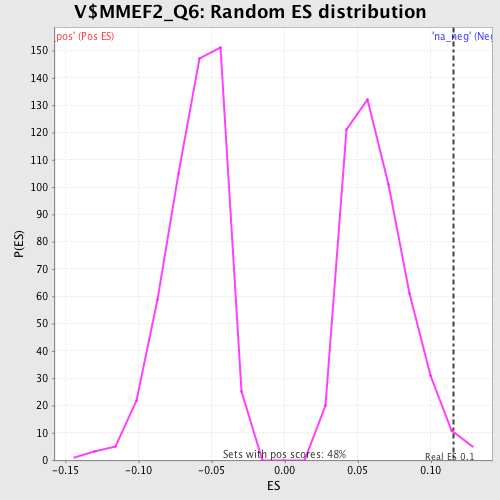 V$MMEF2_Q6: Random ES distribution
pos' (Pos ES)
'na_neg' (Neg
P(ES)
150
140
130
120
110
100
90
80
70
60
50
40
30
20
10
0
Sets with pos scores: 48%
Real ES 0.1
-0.15 -0.10 -0.05 0.00 0.05 0.10
ES